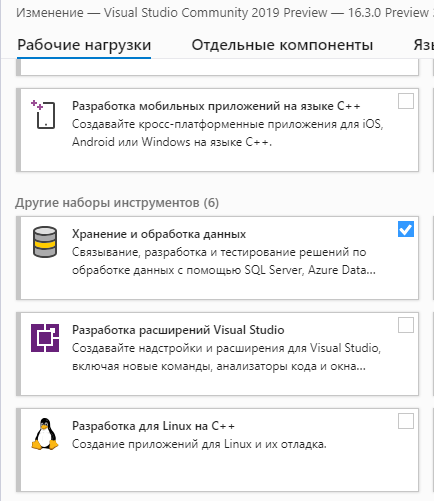 Изменение — Visual Studio Community 2019 Preview — 16.3.0 Preview
Рабочие нагрузки Отдельные компоненты
Разработка мобильных приложений на языке C++
Создавайте кросс-платформенные приложения для iOS,
Android или Windows на языке C++.
Другие наборы инструментов (6)
Хранение и обработка данных
Связывание, разработка и тестирование решений по
обработке данных с помощью SQL Server, Azure Data...
Разработка расширений Visual Studio
Создавайте надстройки и расширения для Visual Studio,
включая новые команды, анализаторы кода и окна...
Разработка для Linux на C++
Создание приложений для Linux и их отладка.